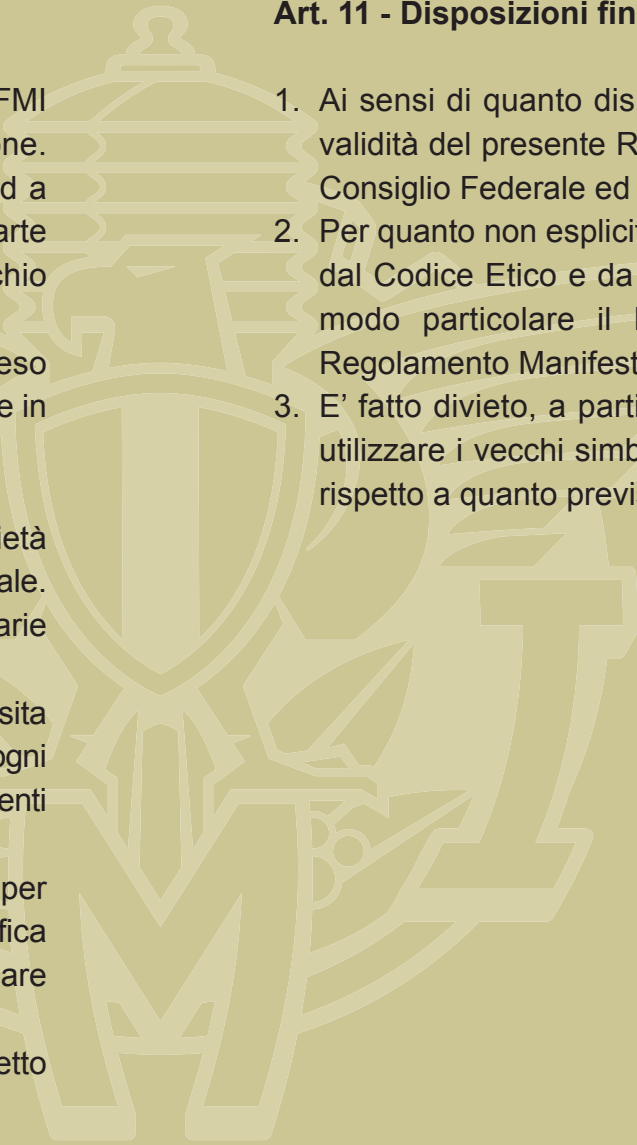 FMI
one.
d a
arte
chio
eso
e in
ietà
ale.
arie
sita
ogni
enti
per
fica
are
etto
Art. 11 - Disposizioni fin
1. Ai sensi di quanto dis
validità del presente R
Consiglio Federale ed
2. Per quanto non esplici
dal Codice Etico e da
modo particolare il
Regolamento Manifest
3. E' fatto divieto, a parti
utilizzare i vecchi simb
rispetto a quanto previs
M I